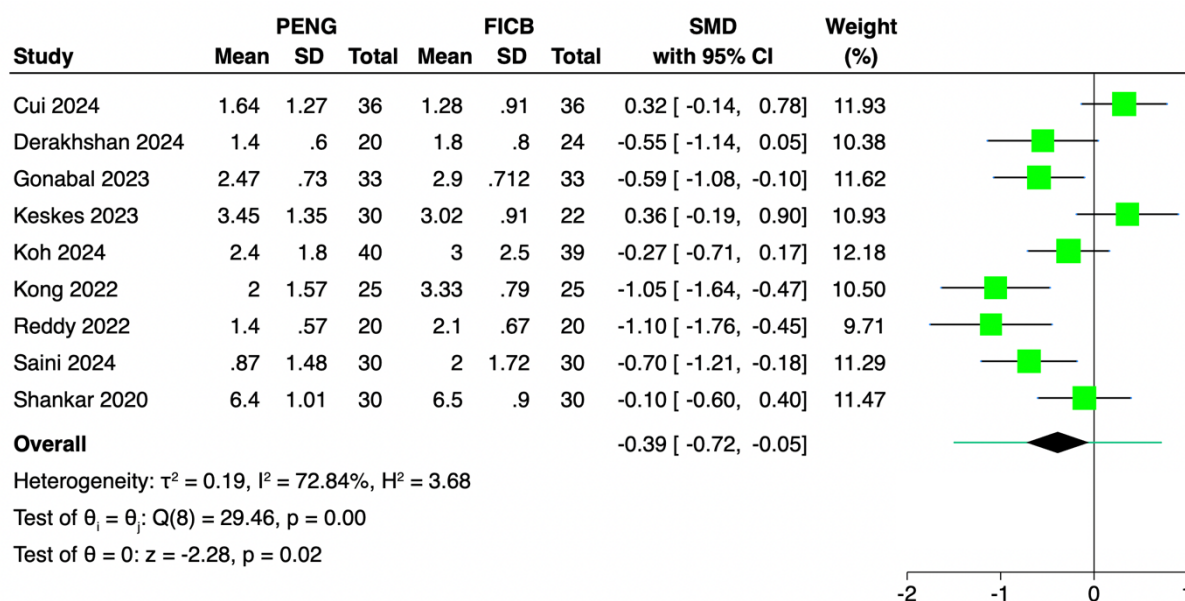 PENG FICB SMD Weight
Study Mean SD Total Mean SD Total with 95% CI (%)
Cui 2024 1.64 1.27 36 1.28 .91 36 0.32 [ -0.14, 0.78] 11.93
Derakhshan 2024 1.4 .6 20 1.8 .8 24 -0.55 [ -1.14, 0.05] 10.38
Gonabal 2023 2.47 .73 33 2.9 .712 33 -0.59 [ -1.08, -0.10] 11.62
Keskes 2023 3.45 1.35 30 3.02 .91 22 0.36 [ -0.19, 0.90] 10.93
Koh 2024 2.4 1.8 40 3 2.5 39 -0.27 [ -0.71, 0.17] 12.18
Kong 2022 2 1.57 25 3.33 .79 25 -1.05 [ -1.64, -0.47] 10.50
Reddy 2022 1.4 .57 20 2.1 .67 20 -1.10 [ -1.76, -0.45] 9.71
Saini 2024 .87 1.48 30 2 1.72 30 -0.70 [ -1.21, -0.18] 11.29
Shankar 2020 6.4 1.01 30 6.5 .9 30 -0.10 [ -0.60, 0.40] 11.47
Overall -0.39 [ -0.72, -0.05]
Heterogeneity: τ² = 0.19, I² = 72.84%, H² = 3.68
Test of θᵢ = θⱼ: Q(8) = 29.46, p = 0.00
Test of θ = 0: z = -2.28, p = 0.02
-2 -1 0 1